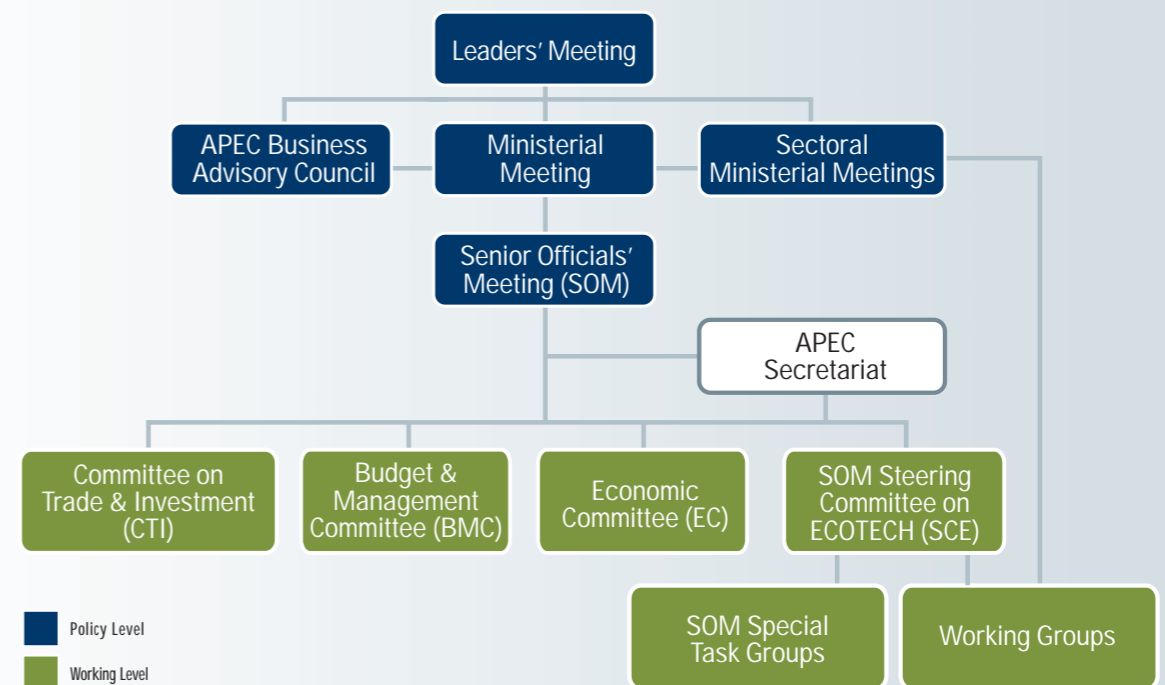 Leaders’ Meeting
APEC Business
Advisory Council
Ministerial
Meeting
Sectoral
Ministerial Meetings
Senior Officials’
Meeting (SOM)
APEC
Secretariat
Committee on
Trade & Investment
(CTI)
Budget &
Management
Committee (BMC)
Economic
Committee (EC)
SOM Steering
Committee on
ECOTECH (SCE)
SOM Special
Task Groups
Working Groups
Policy Level
Working Level